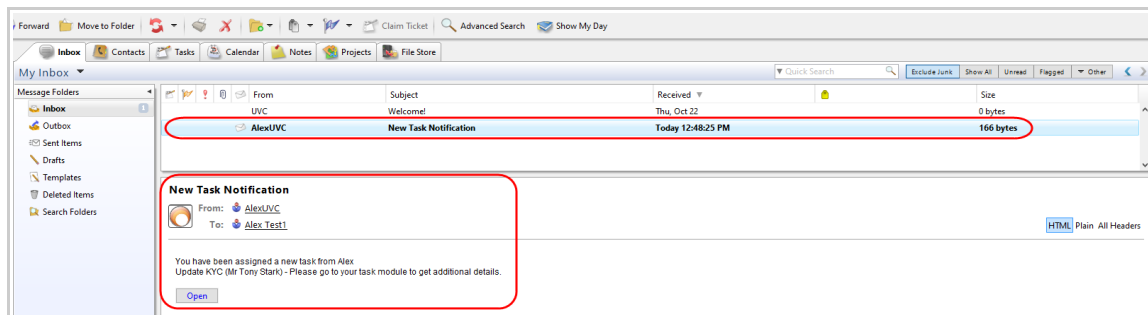 Forward Move to Folder Claim Ticket Advanced Search Show My Day
Inbox Contacts Tasks Calendar Notes Projects File Store
My Inbox Quick Search Exclude Junk Show All Unread Flagged Other
Message Folders From Subject Received Size
Inbox
UVC Welcome! Thu, Oct 22 0 bytes
Outbox
AlexUVC New Task Notification Today 12:48:25 PM 166 bytes
Sent Items
Drafts
Templates
Deleted Items
Search Folders
New Task Notification
From: AlexUVC
To: Alex Test1
HTML Plain All Headers
You have been assigned a new task from Alex
Update KYC (Mr Tony Stark) - Please go to your task module to get additional details.
Open